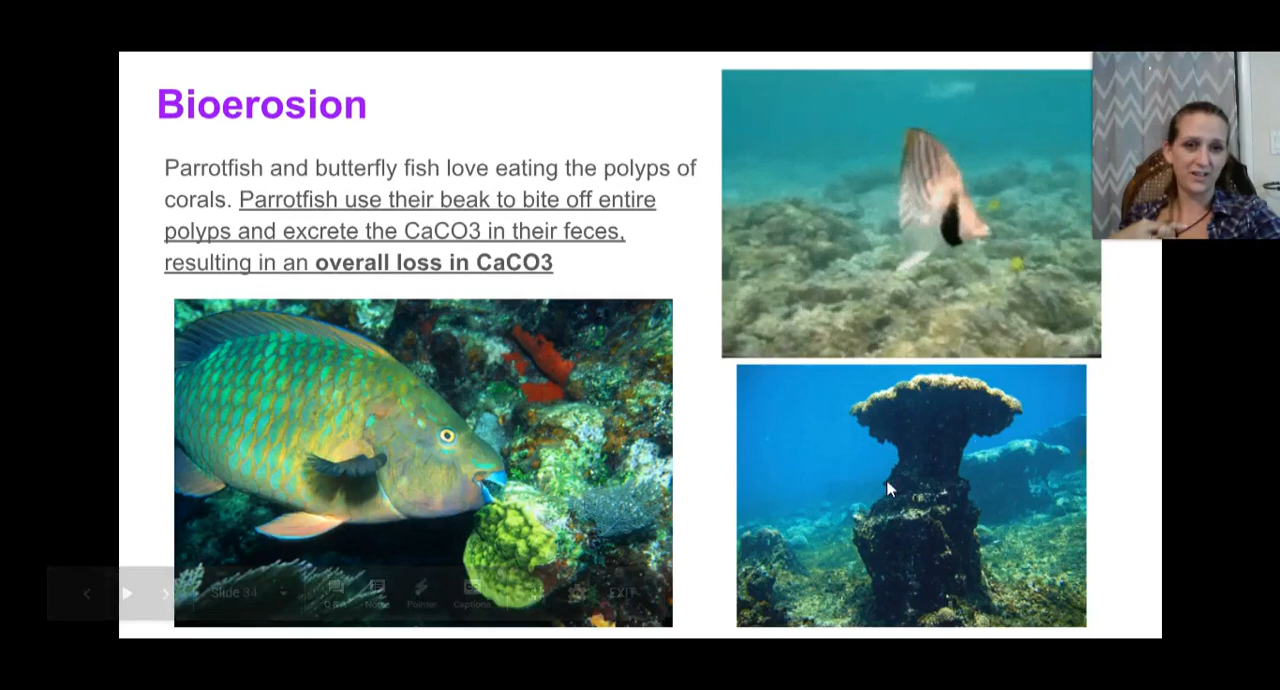 Bioerosion
Parrotfish and butterfly fish love eating the polyps of
corals. Parrotfish use their beak to bite off entire
polyps and excrete the CaCO3 in their feces,
resulting in an overall loss in CaCO3
Slide 34
Q&A Notes Pointer Captions EXIT